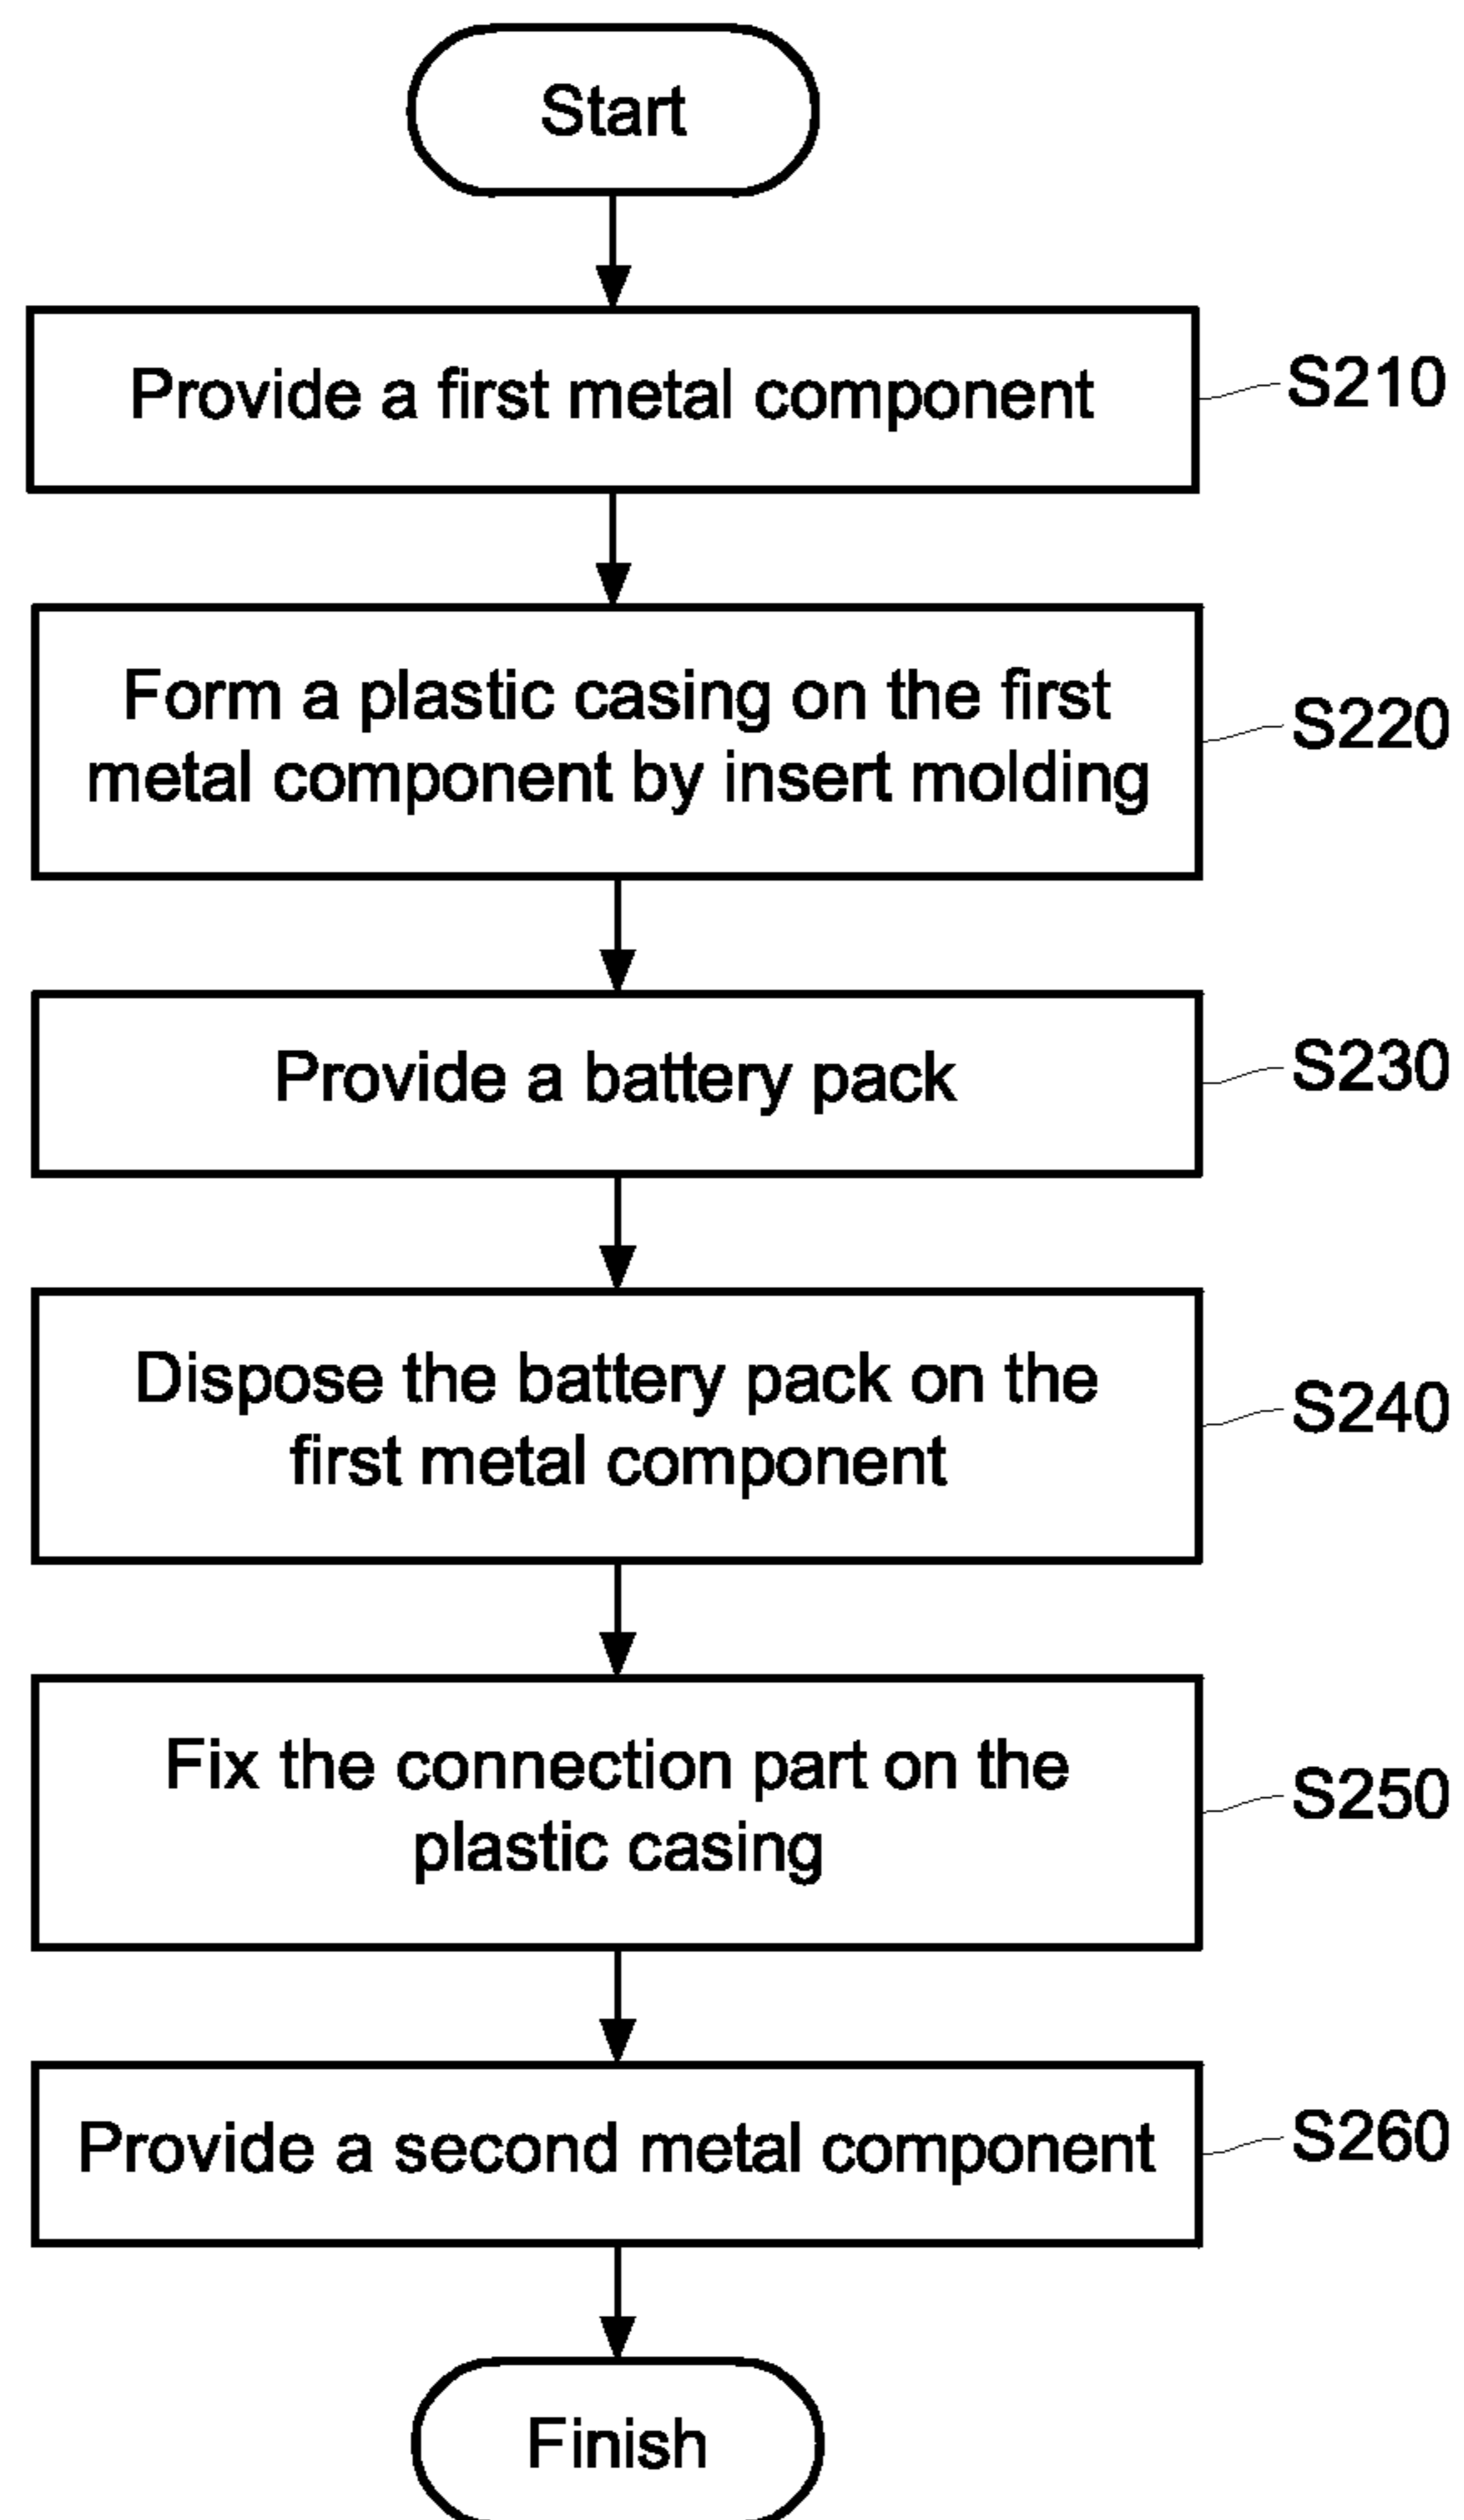 Start
Provide a first metal component
S210
Form a plastic casing on the first
metal component by insert molding
S220
Provide a battery pack
S230
Dispose the battery pack on the
first metal component
S240
Fix the connection part on the
plastic casing
S250
Provide a second metal component
S260
Finish